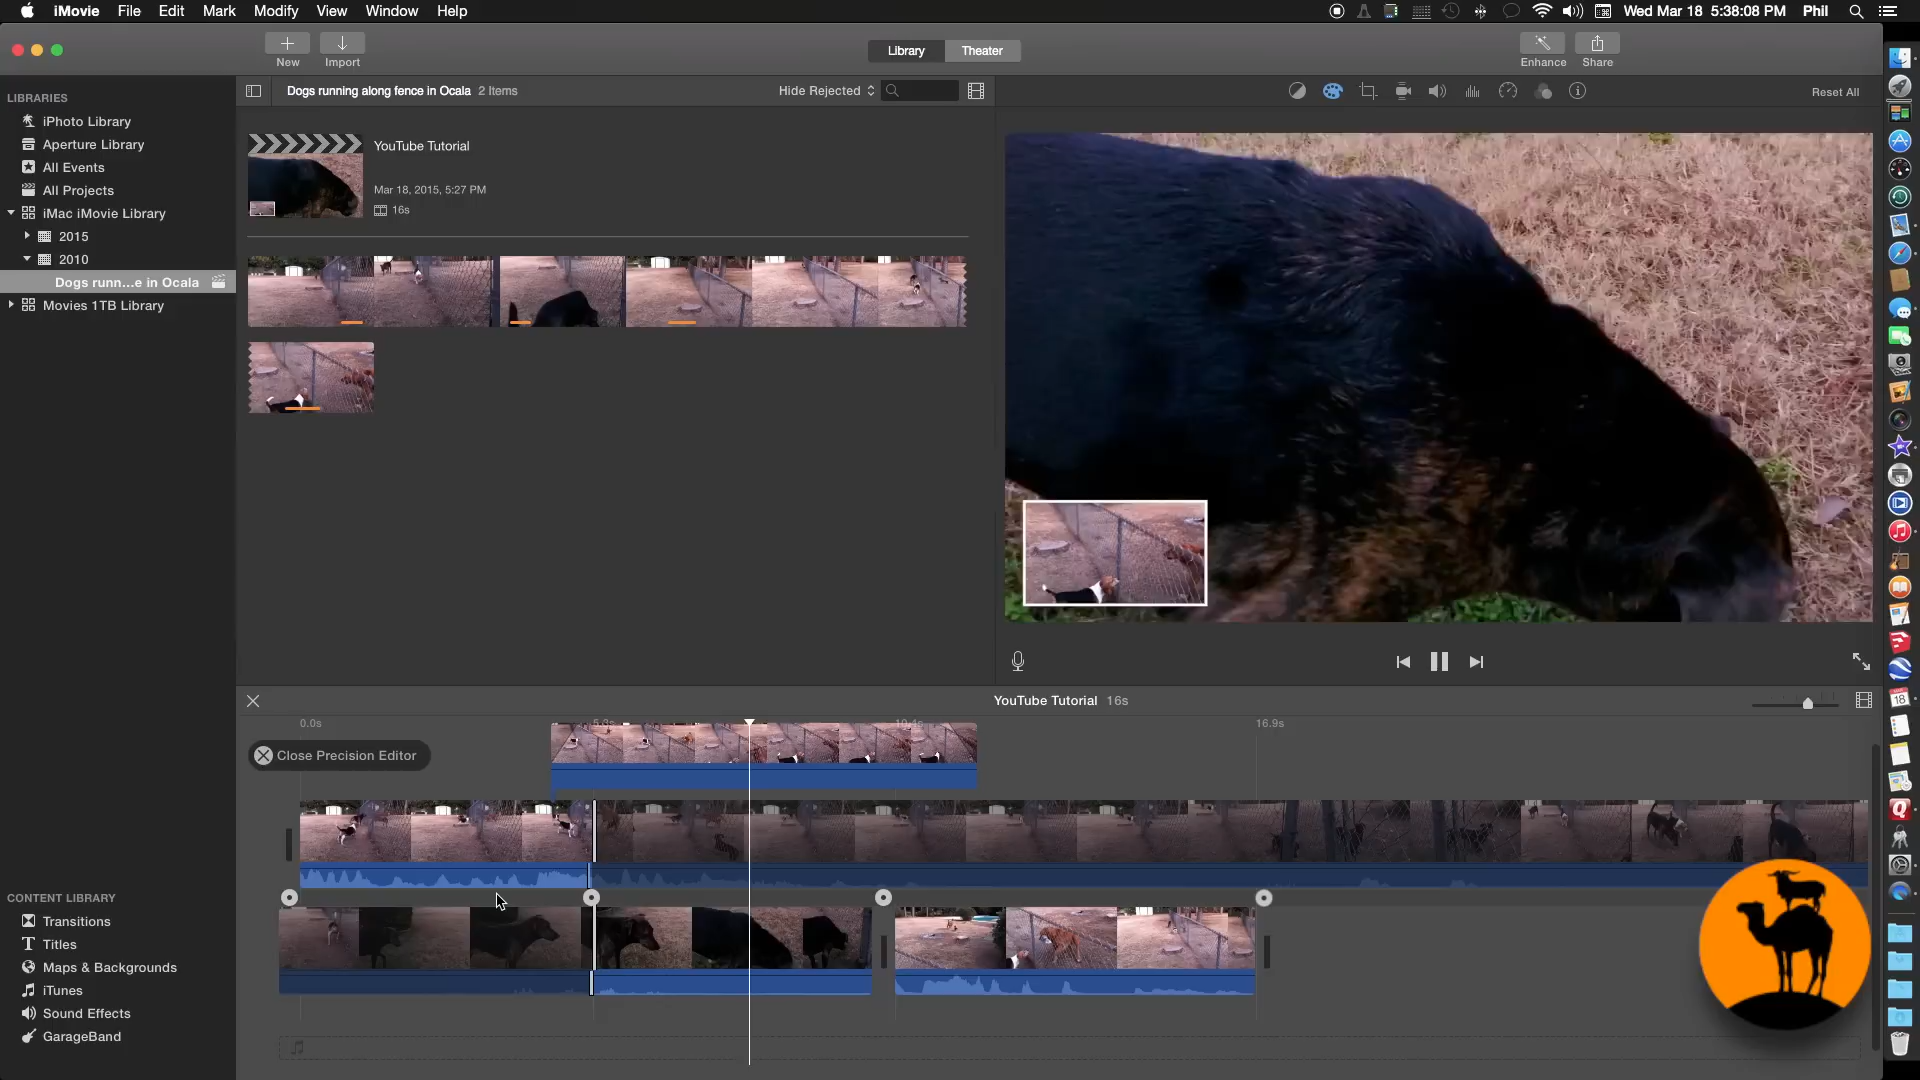 iMovie File Edit Mark Modify View Window Help
Wed Mar 18 5:38:08 PM Phil
New Import
Library Theater
Enhance Share
LIBRARIES
iPhoto Library
Aperture Library
All Events
All Projects
iMac iMovie Library
2015
2010
Dogs runn...e in Ocala
Movies 1TB Library
Dogs running along fence in Ocala 2 Items
Hide Rejected
Reset All
YouTube Tutorial
Mar 18, 2015, 5:27 PM
16s
YouTube Tutorial 16s
0.0s
16.9s
Close Precision Editor
CONTENT LIBRARY
Transitions
Titles
Maps & Backgrounds
iTunes
Sound Effects
GarageBand